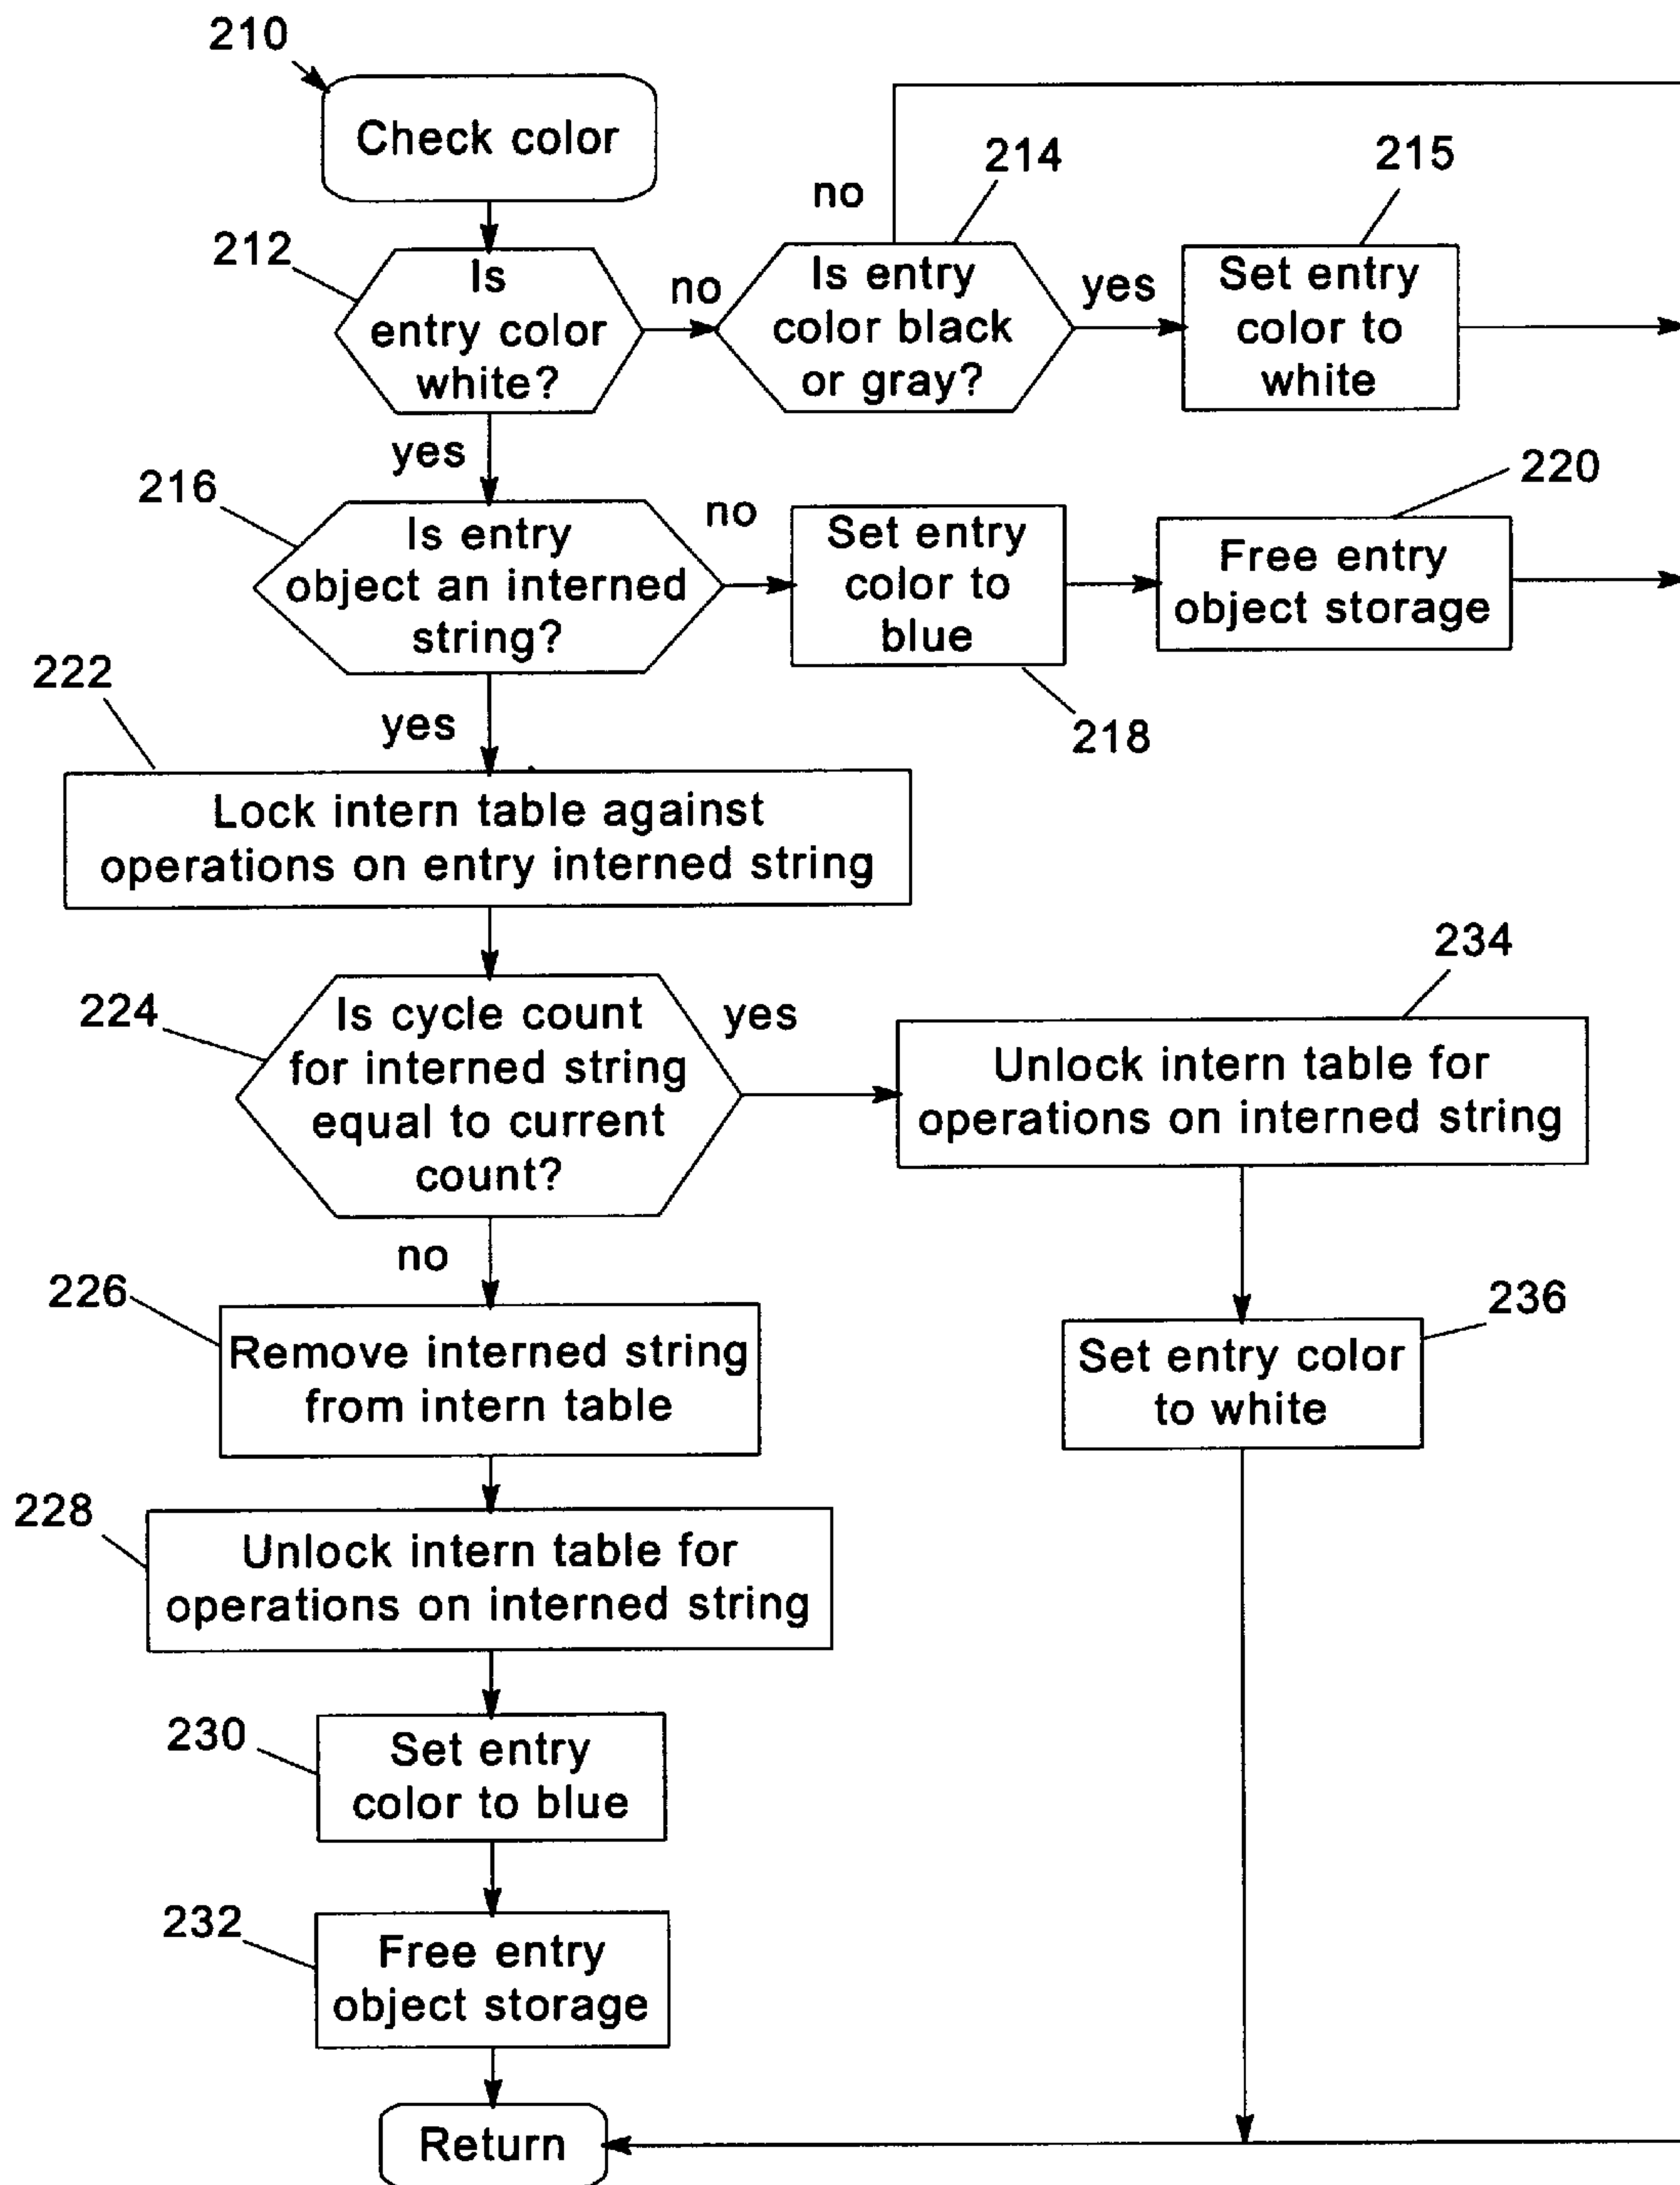 210
Check color
212
Is
entry color
white?
no
214
no
Is entry
color black
or gray?
yes
215
Set entry
color to
white
yes
216
Is entry
object an interned
string?
no
Set entry
color to
blue
218
220
Free entry
object storage
yes
222
Lock intern table against
operations on entry interned string
224
Is cycle count
for interned string
equal to current
count?
yes
234
Unlock intern table for
operations on interned string
236
Set entry color
to white
no
226
Remove interned string
from intern table
228
Unlock intern table for
operations on interned string
230
Set entry
color to blue
232
Free entry
object storage
Return